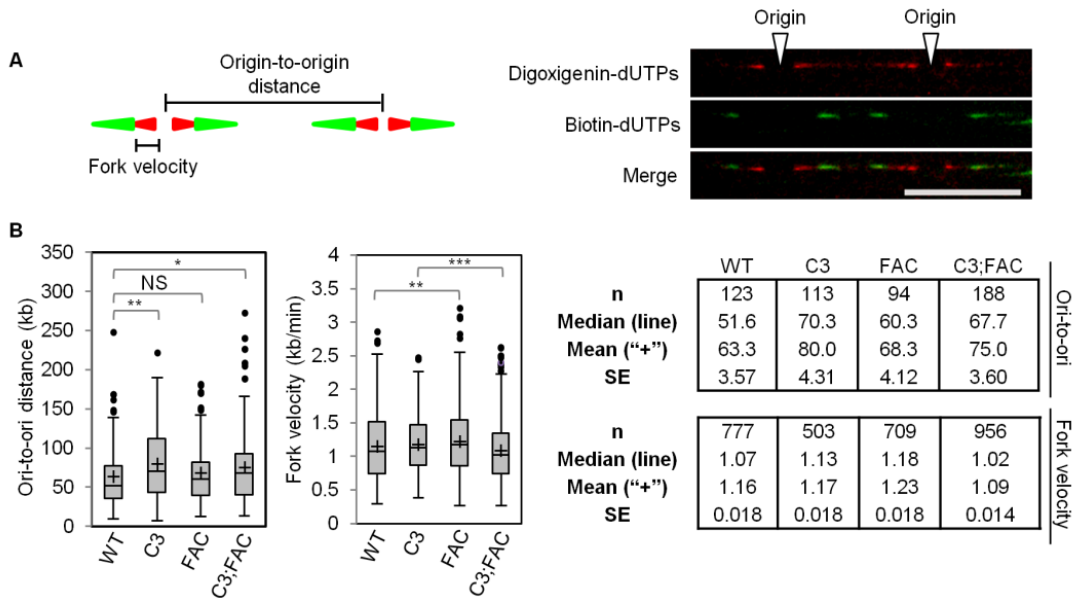 A
Origin-to-origin
distance
Fork velocity
Origin Origin
Digoxigenin-dUTPs
Biotin-dUTPs
Merge
B
Ori-to-ori distance (kb)
350
300
250
200
150
100
50
0
*
NS
**
WT C3 FAC C3;FAC
Fork velocity (kb/min)
4
3.5
3
2.5
2
1.5
1
0.5
0
***
**
WT C3 FAC C3;FAC
WT C3 FAC C3;FAC
n 123 113 94 188
Median (line) 51.6 70.3 60.3 67.7
Mean (“+”) 63.3 80.0 68.3 75.0
SE 3.57 4.31 4.12 3.60
Ori-to-ori
n 777 503 709 956
Median (line) 1.07 1.13 1.18 1.02
Mean (“+”) 1.16 1.17 1.23 1.09
SE 0.018 0.018 0.018 0.014
Fork velocity